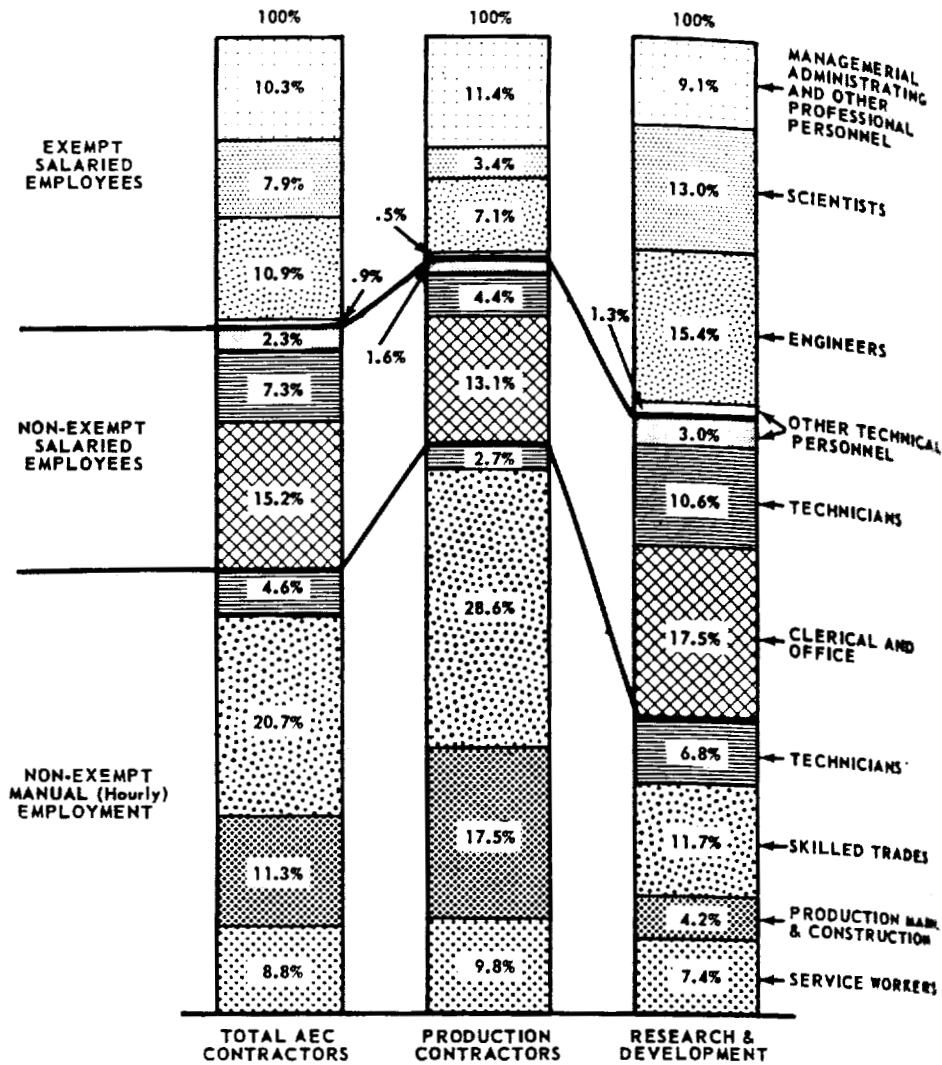 100%
100%
100%
EXEMPT
SALARIED
EMPLOYEES
NON-EXEMPT
SALARIED
EMPLOYEES
NON-EXEMPT
MANUAL (Hourly)
EMPLOYMENT
10.3%
7.9%
10.9%
.9%
2.3%
7.3%
15.2%
4.6%
20.7%
11.3%
8.8%
11.4%
3.4%
7.1%
.5%
1.6%
4.4%
13.1%
2.7%
28.6%
17.5%
9.8%
9.1%
13.0%
15.4%
1.3%
3.0%
10.6%
17.5%
6.8%
11.7%
4.2%
7.4%
MANAGEMERIAL
ADMINISTRATING
AND OTHER
PROFESSIONAL
PERSONNEL
SCIENTISTS
ENGINEERS
OTHER TECHNICAL
PERSONNEL
TECHNICIANS
CLERICAL AND
OFFICE
TECHNICIANS
SKILLED TRADES
PRODUCTION MAIN.
& CONSTRUCTION
SERVICE WORKERS
TOTAL AEC
CONTRACTORS
PRODUCTION
CONTRACTORS
RESEARCH &
DEVELOPMENT